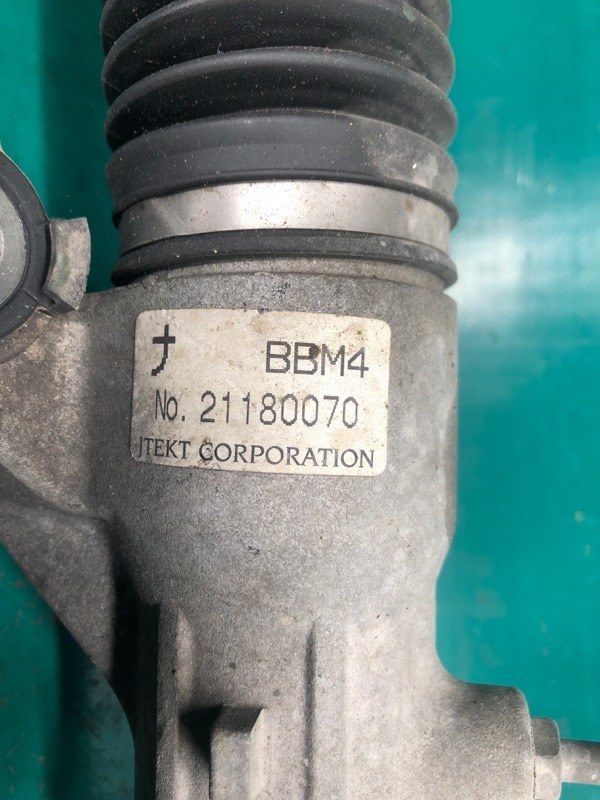 ナ BBM4
No. 21180070
JTEKT CORPORATION